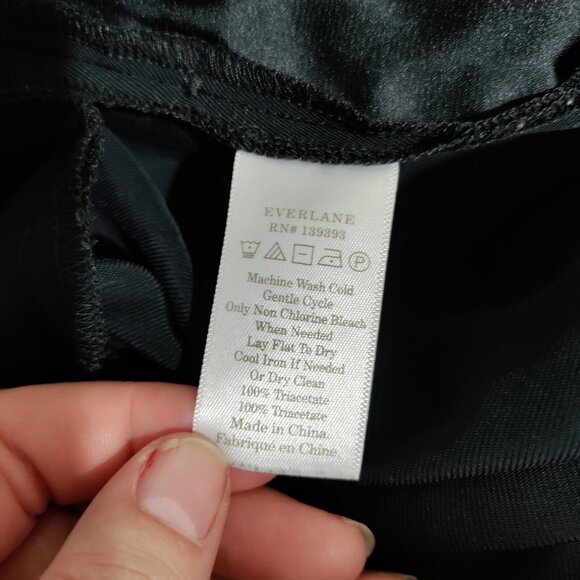 EVERLANE
RN# 139393
P
Machine Wash Cold
Gentle Cycle
Only Non Chlorine Bleach
When Needed
Lay Flat To Dry
Cool Iron If Needed
Or Dry Clean
100% Triacetate
100% Triacetate
Made in China.
Fabriqué en Chine.